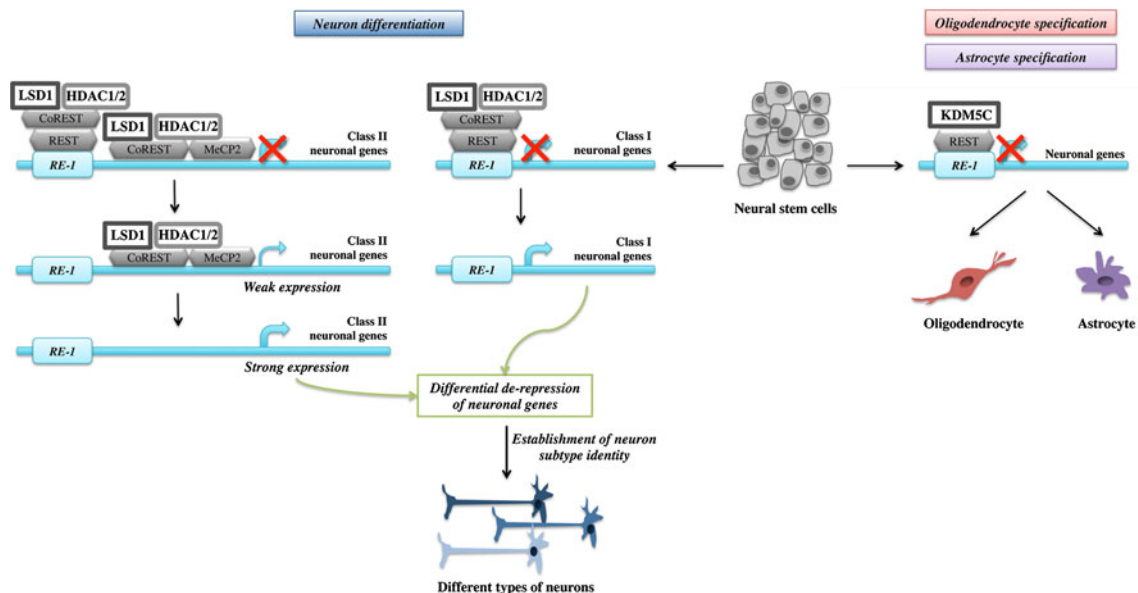 Neuron differentiation
Oligodendrocyte specification
Astrocyte specification
LSD1
HDAC1/2
CoREST
REST
RE-1
LSD1
HDAC1/2
CoREST
MeCP2
Class II
neuronal genes
LSD1
HDAC1/2
CoREST
REST
RE-1
Class I
neuronal genes
Neural stem cells
KDM5C
REST
RE-1
Neuronal genes
LSD1
HDAC1/2
CoREST
MeCP2
RE-1
Class II
neuronal genes
Weak expression
RE-1
Class I
neuronal genes
Oligodendrocyte
Astrocyte
RE-1
Class II
neuronal genes
Strong expression
Differential de-repression
of neuronal genes
Establishment of neuron
subtype identity
Different types of neurons